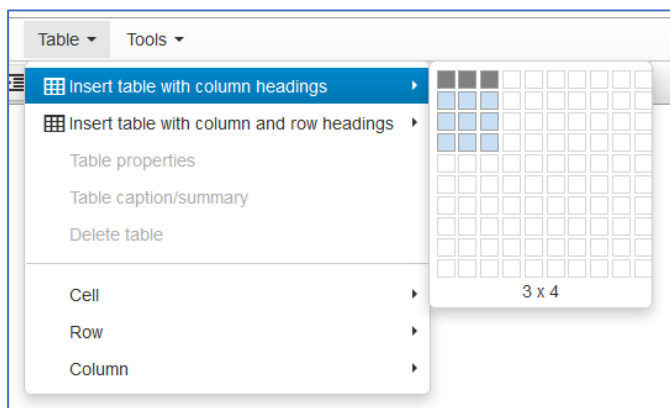 Table Tools
Insert table with column headings
Insert table with column and row headings
Table properties
Table caption/summary
Delete table
3 x 4
Cell
Row
Column